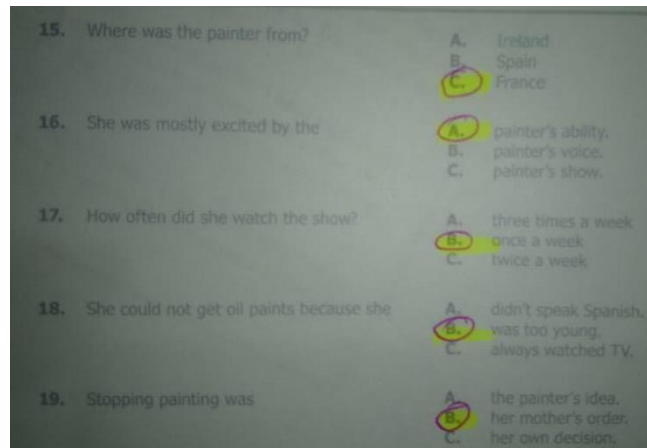 15. Where was the painter from?
A. Ireland
B. Spain
C. France
16. She was mostly excited by the
A. painter's ability.
B. painter's voice.
C. painter's show.
17. How often did she watch the show?
A. three times a week
B. once a week
C. twice a week
18. She could not get oil paints because she
A. didn't speak Spanish.
B. was too young.
C. always watched TV.
19. Stopping painting was
A. the painter's idea.
B. her mother's order.
C. her own decision.